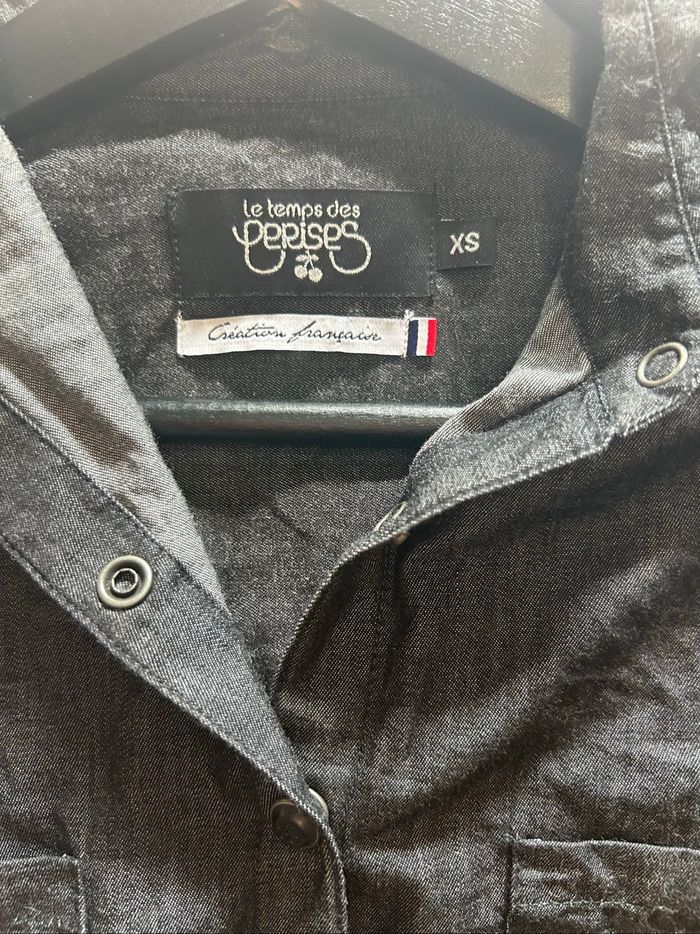 le temps des
cerises
XS
Création française